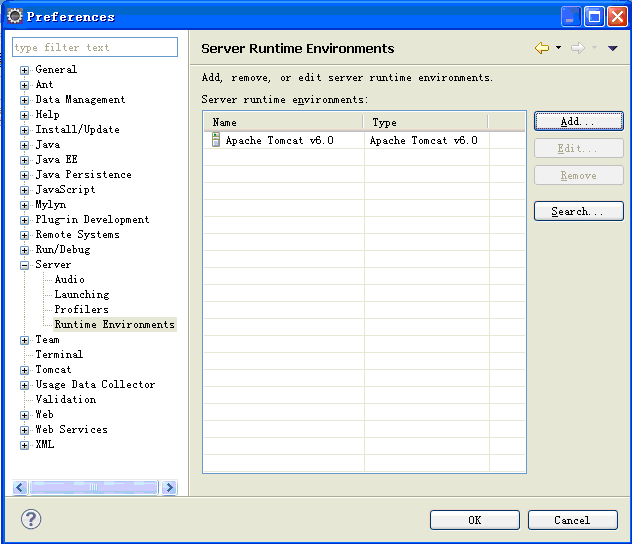 Preferences
type filter text
General
Ant
Data Management
Help
Install/Update
Java
Java EE
Java Persistence
JavaScript
Mylyn
Plug-in Development
Remote Systems
Run/Debug
Server
Audio
Launching
Profilers
Runtime Environments
Team
Terminal
Tomcat
Usage Data Collector
Validation
Web
Web Services
XML
Server Runtime Environments
Add, remove, or edit server runtime environments.
Server runtime environments:
Name Type
Apache Tomcat v6.0 Apache Tomcat v6.0
Add...
Edit...
Remove
Search...
OK Cancel